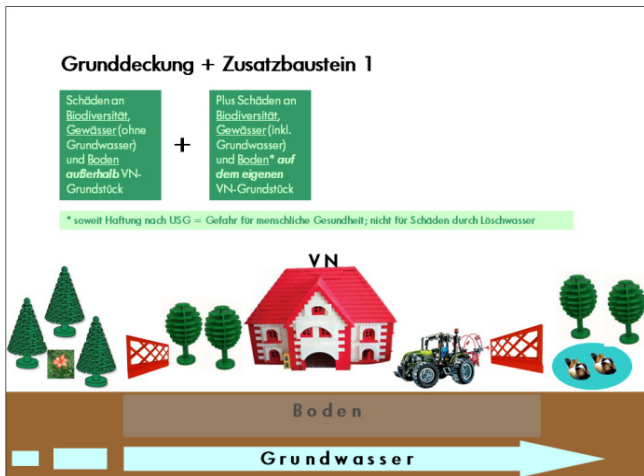 Grunddeckung + Zusatzbaustein 1
Schäden an
Biodiversität,
Gewässer (ohne
Grundwasser)
und Boden
außerhalb VN-
Grundstück
+
Plus Schäden an
Biodiversität,
Gewässer (inkl.
Grundwasser)
und Boden* auf
dem eigenen
VN-Grundstück
* soweit Haftung nach USG = Gefahr für menschliche Gesundheit; nicht für Schäden durch Löschwasser
VN
Boden
Grundwasser